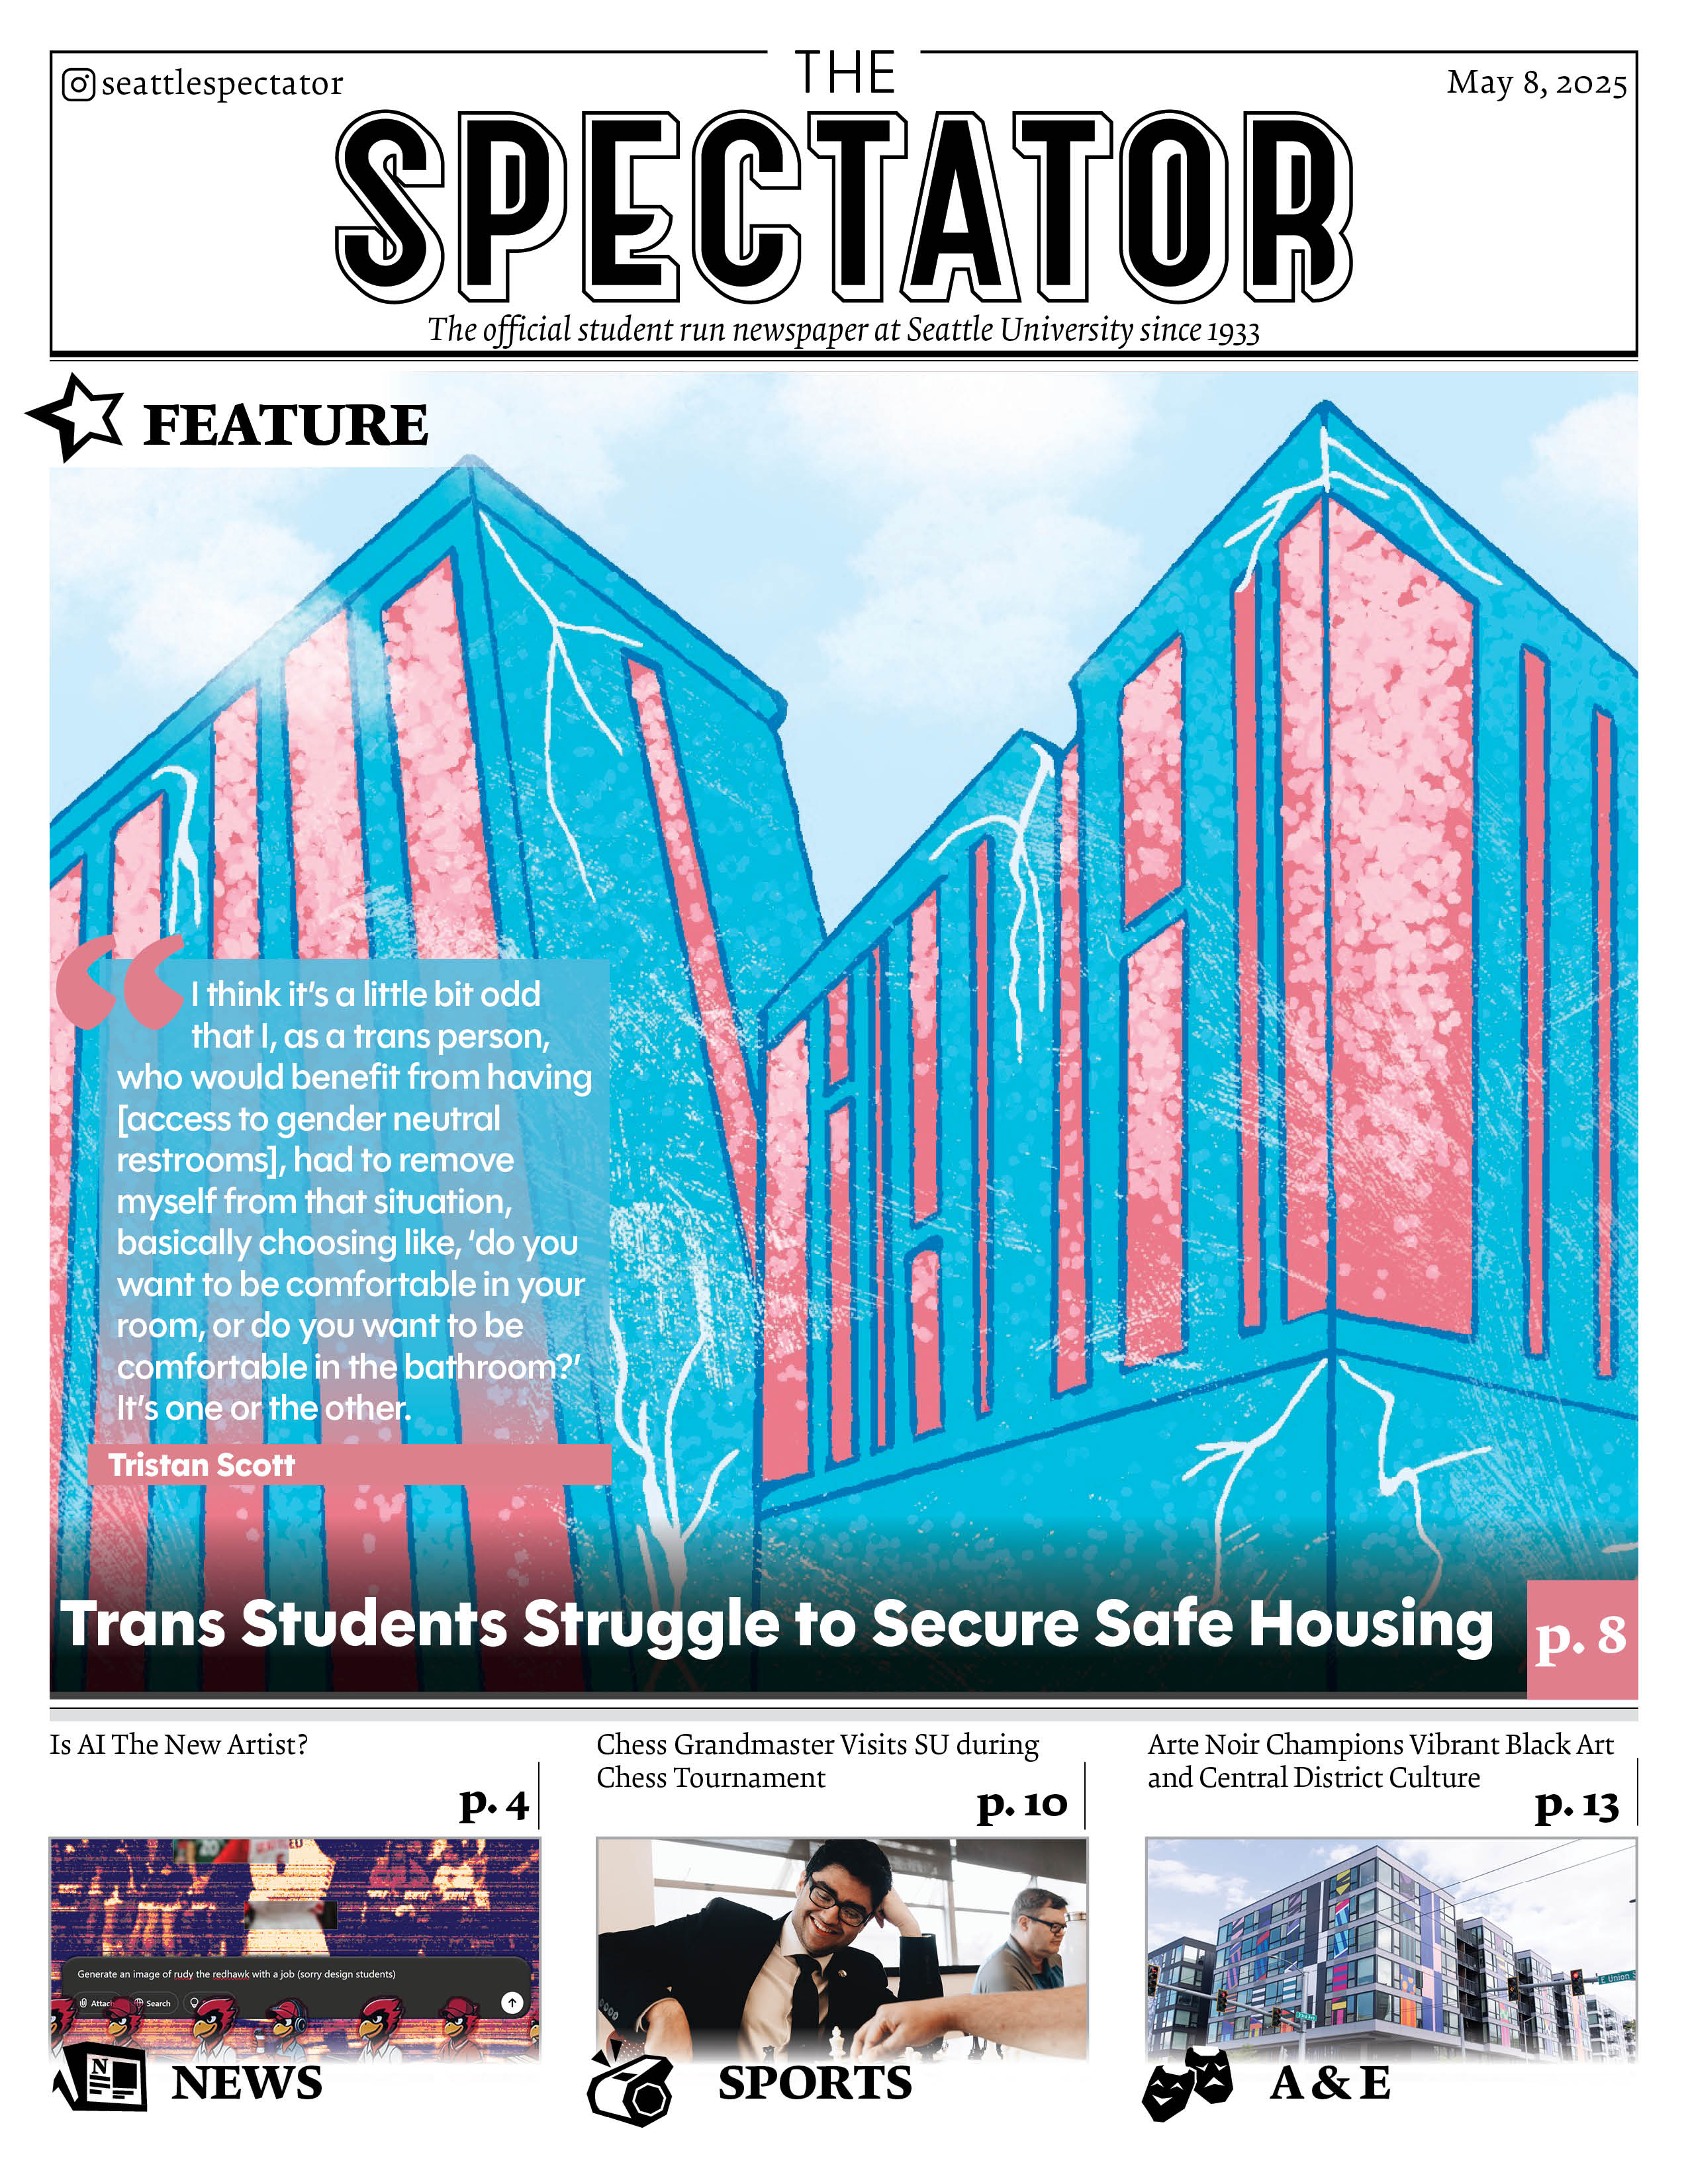 seattlespectator
THE
May 8, 2025
SPECTATOR
The official student run newspaper at Seattle University since 1933
FEATURE
“
I think it's a little bit odd
that I, as a trans person,
who would benefit from having
[access to gender neutral
restrooms], had to remove
myself from that situation,
basically choosing like, ‘do you
want to be comfortable in your
room, or do you want to be
comfortable in the bathroom?’
It's one or the other.
Tristan Scott
Trans Students Struggle to Secure Safe Housing
p. 8
Is AI The New Artist?
p. 4
Generate an image of rudy the redhawk with a job (sorry design students)
Search
N
NEWS
Chess Grandmaster Visits SU during
Chess Tournament
p. 10
SPORTS
Arte Noir Champions Vibrant Black Art
and Central District Culture
p. 13
E Union
A & E